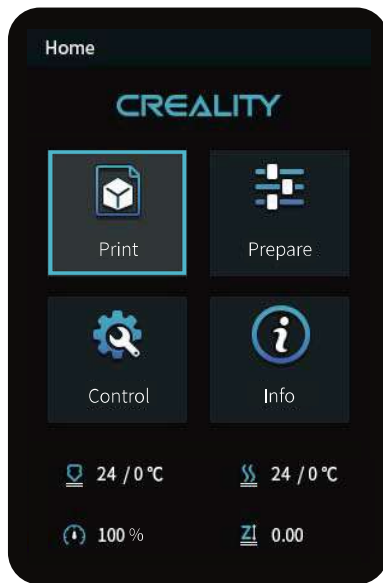 Home
CREALITY
Print
Prepare
Control
Info
24 / 0 ℃
24 / 0 ℃
100 %
Z 0.00